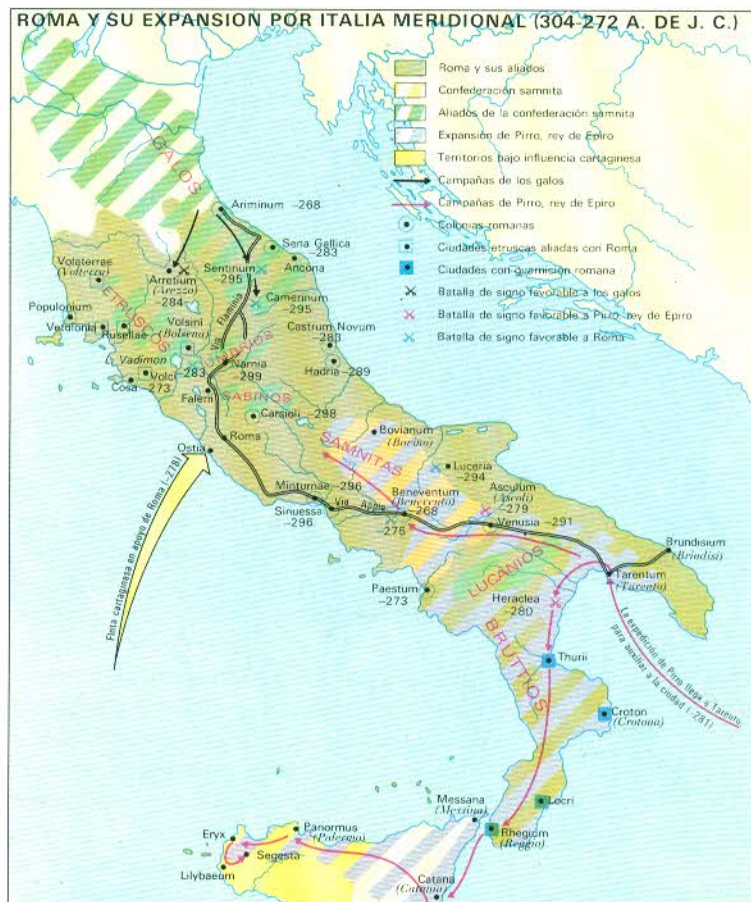 ROMA Y SU EXPANSION POR ITALIA MERIDIONAL (304-272 A. DE J. C.)
Roma y sus aliados
Confederación samnita
Aliados de la confederación samnita
Expansión de Pirro, rey de Epiro
Territorios bajo influencia cartaginesa
Campañas de los galos
Campañas de Pirro, rey de Epiro
Colonias romanas
Ciudades etruscas aliadas con Roma
Ciudades con guarnición romana
Batalla de signo favorable a los galos
Batalla de signo favorable a Pirro, rey de Epiro
Batalla de signo favorable a Roma
GALOS
Ariminum -268
Sena Gallica
-283
Ancona
Volaterrae
(Volterra)
Arretium
(Arezzo)
-284
Sentinum
-295
Camerinum
-295
ETRUSCOS
Populonium
Vetulonia
Rusellae
Volsini
(Bolsena)
Via Flaminia
UMBRIOS
Castrum Novum
-283
Vadimon
-283
Narnia
299
Hadria -289
Cosa
Volci
-273
Falerii
SABINOS
Carsioli -298
Roma
Ostia
SAMNITAS
Bovianum
(Bovino)
Luceria
-294
Asculum
(Ascoli)
-279
Minturnae -296
Sinuessa
-296
Via Appia
Beneventum
(Benevento)
-268
-275
Venusia -291
Brundisium
(Brindisi)
Tarentum
(Tarento)
LUCANIOS
Paestum
-273
Heraclea
-280
BRUTTIOS
Thurii
Croton
(Crotona)
Locri
Rhegium
(Reggio)
Messana
(Messina)
Panormus
(Palermo)
Eryx
Segesta
Lilybaeum
Catana
(Catania)
Flota cartaginesa en apoyo de Roma (-278)
La expedición de Pirro llega a Tarento
para auxiliar a la ciudad (-281)